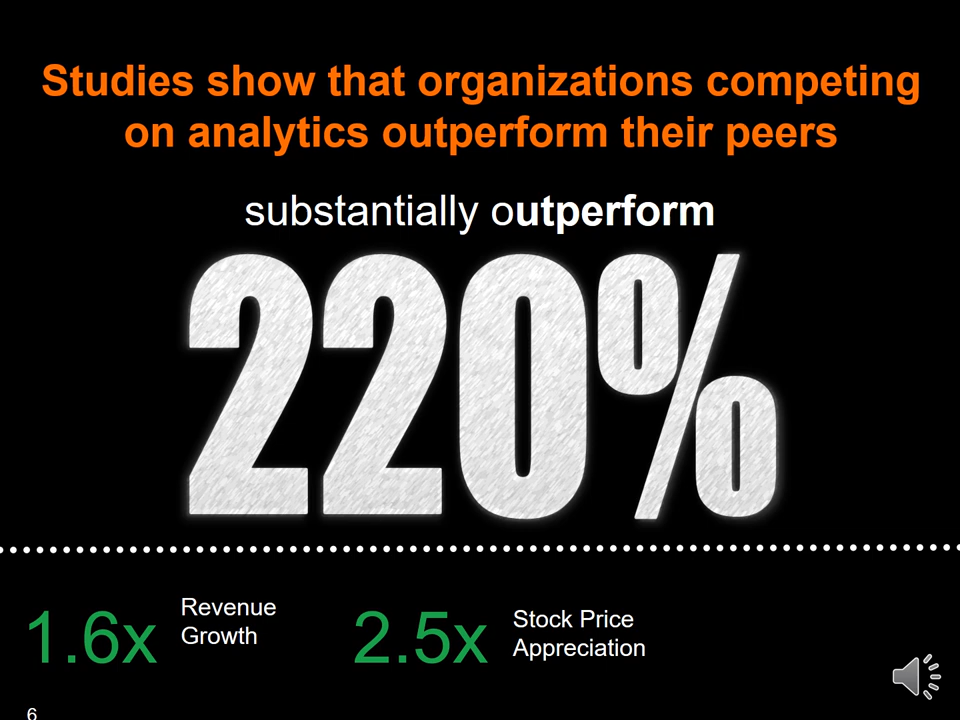 Studies show that organizations competing
on analytics outperform their peers
substantially outperform
220%
1.6x
Revenue
Growth
2.5x
Stock Price
Appreciation
6